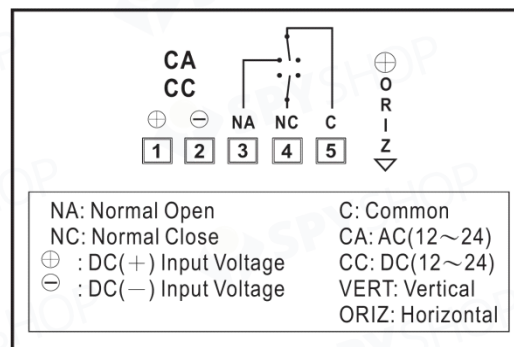 CA
CC
⊕ ⊖ NA NC C
1 2 3 4 5
⊕
O
R
I
Z
NA: Normal Open
NC: Normal Close
⊕ : DC(+) Input Voltage
⊖ : DC(−) Input Voltage
C: Common
CA: AC(12~24)
CC: DC(12~24)
VERT: Vertical
ORIZ: Horizontal
SPYSHOP